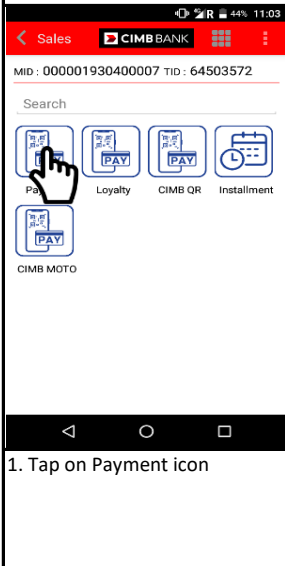 R 44% 11:03
Sales CIMB BANK
MID : 000001930400007 TID : 64503572
Search
Loyalty CIMB QR Installment
PAY PAY PAY
CIMB MOTO
PAY
1. Tap on Payment icon